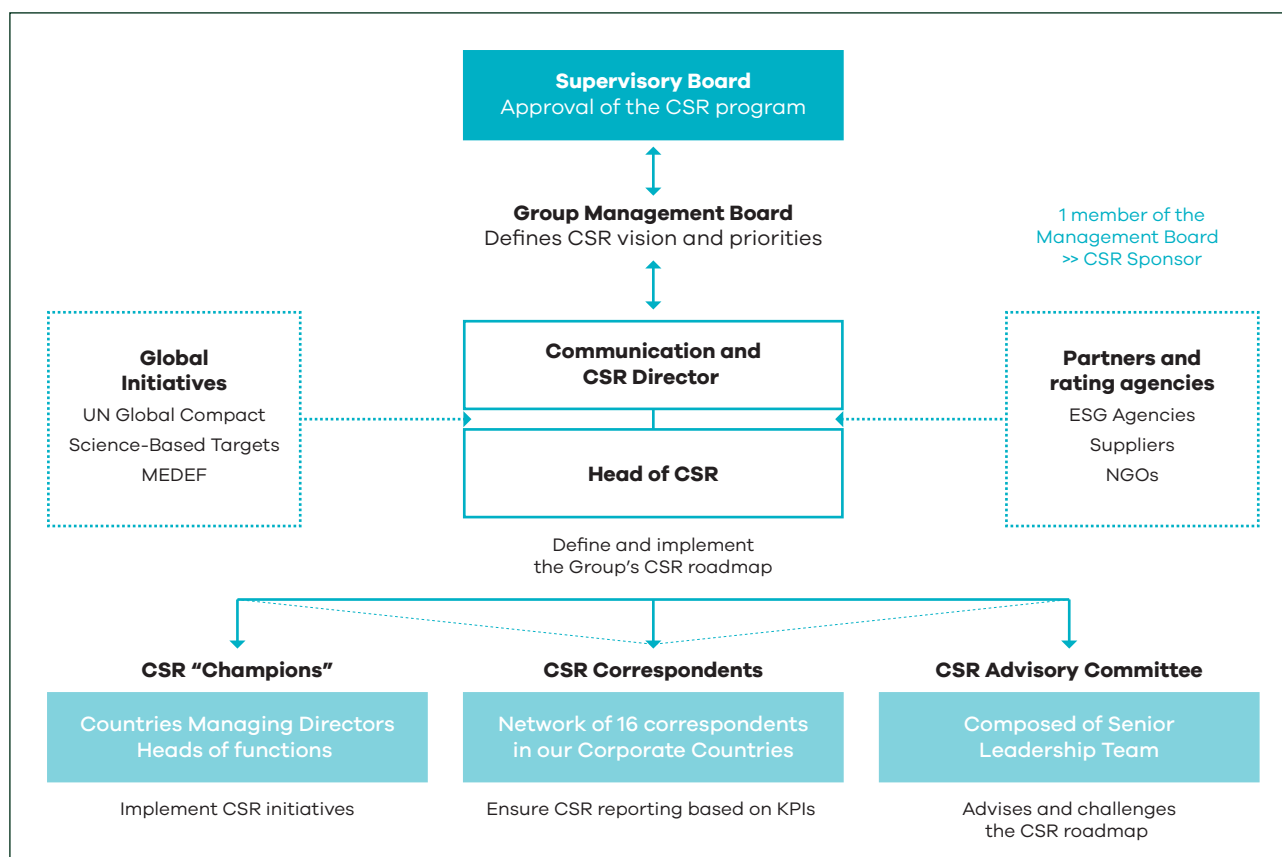 Supervisory Board
Approval of the CSR program
Group Management Board
Defines CSR vision and priorities
1 member of the
Management Board
>> CSR Sponsor
Global
Initiatives
UN Global Compact
Science-Based Targets
MEDEF
Communication and
CSR Director
Head of CSR
Partners and
rating agencies
ESG Agencies
Suppliers
NGOs
Define and implement
the Group's CSR roadmap
CSR “Champions”
Countries Managing Directors
Heads of functions
Implement CSR initiatives
CSR Correspondents
Network of 16 correspondents
in our Corporate Countries
Ensure CSR reporting based on KPIs
CSR Advisory Committee
Composed of Senior
Leadership Team
Advises and challenges
the CSR roadmap